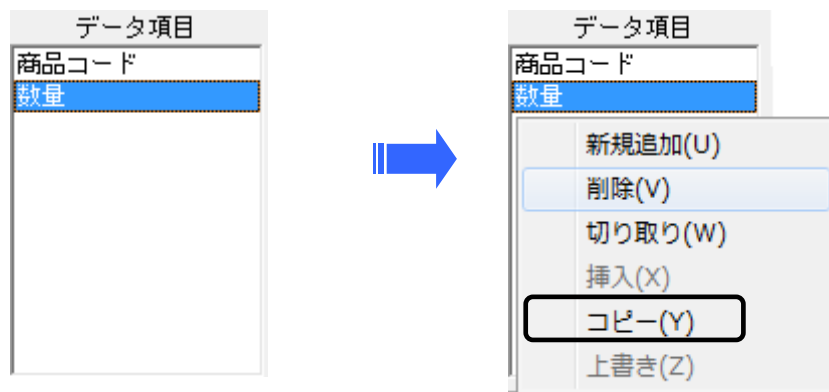 データ項目
商品コード
数量
データ項目
商品コード
数量
新規追加(U)
削除(V)
切り取り(W)
挿入(X)
コピー(Y)
上書き(Z)